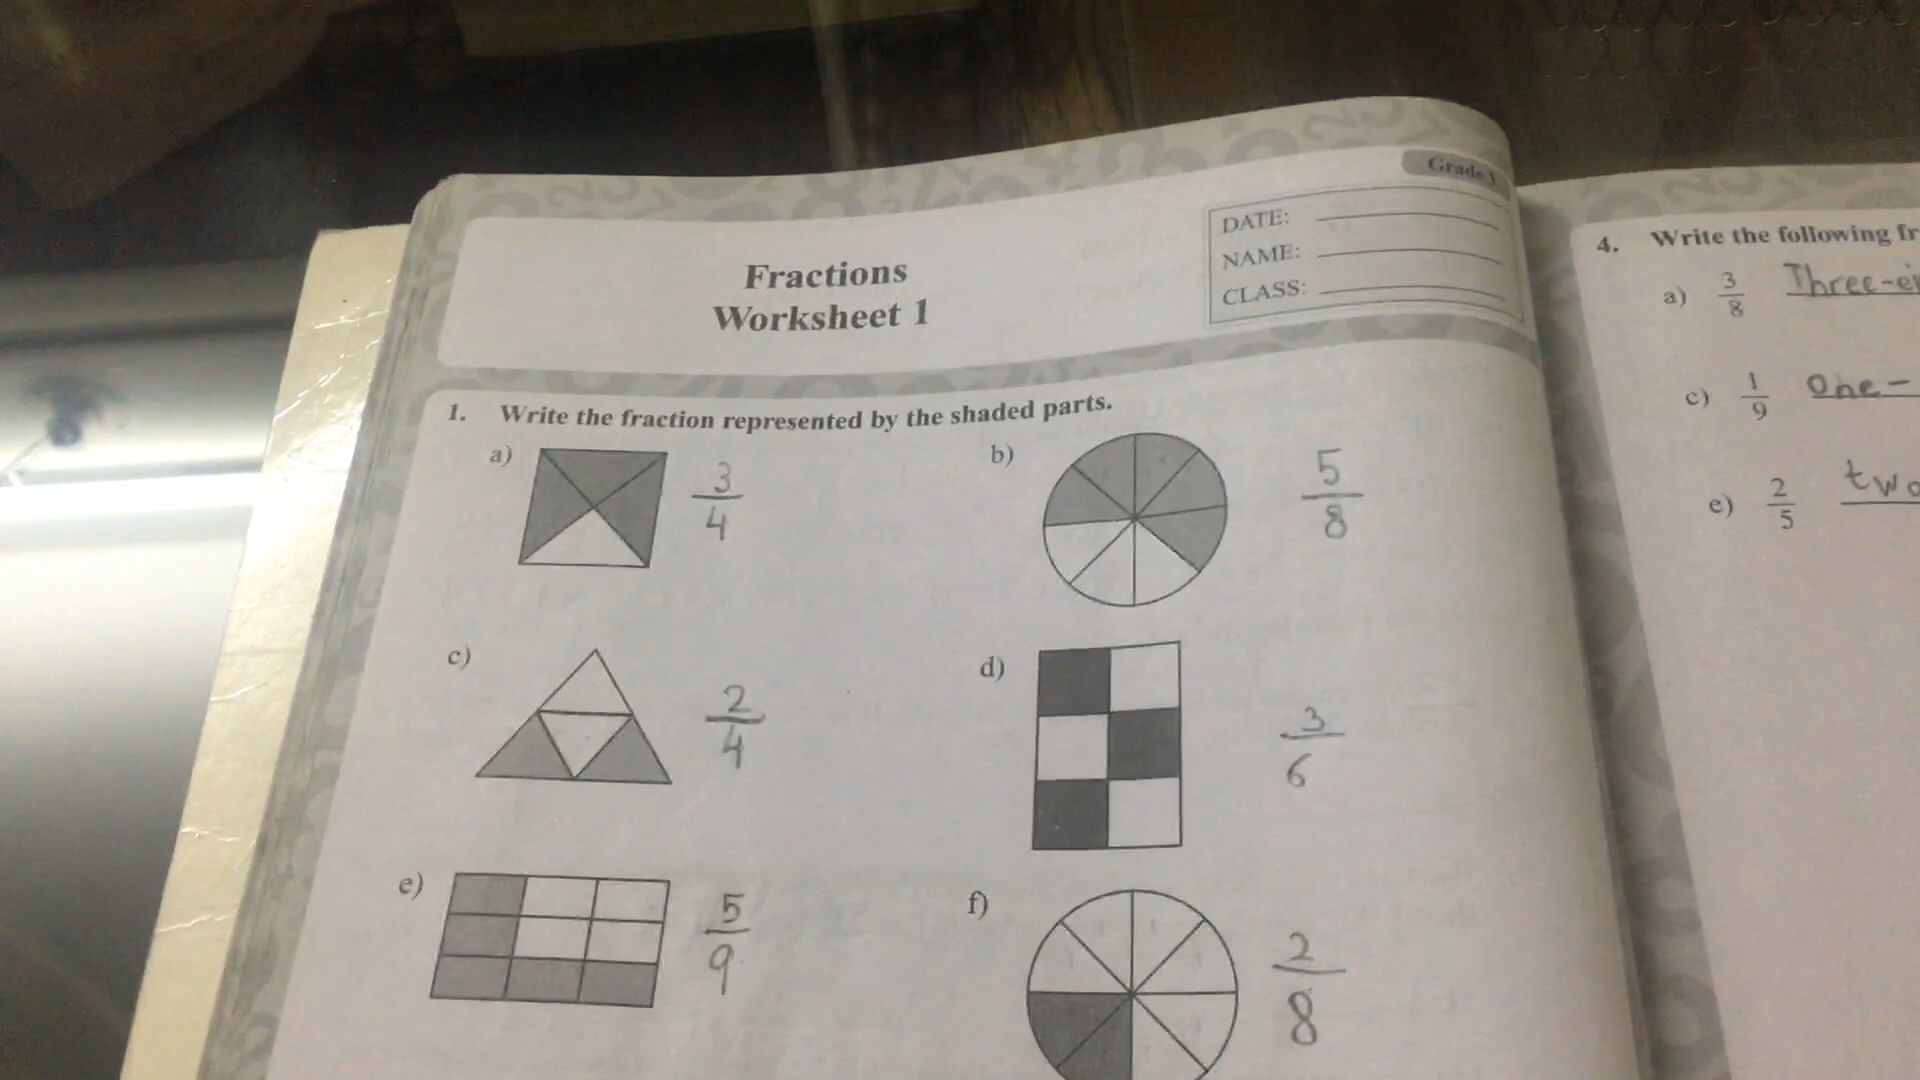 Grade 3
DATE:
NAME:
CLASS:
Fractions
Worksheet 1
1. Write the fraction represented by the shaded parts.
a) 3/4
b) 5/8
c) 2/4
d) 3/6
e) 5/9
f) 2/8
4. Write the following
a) 3/8
c) 1/9 One-
e) 2/5 two